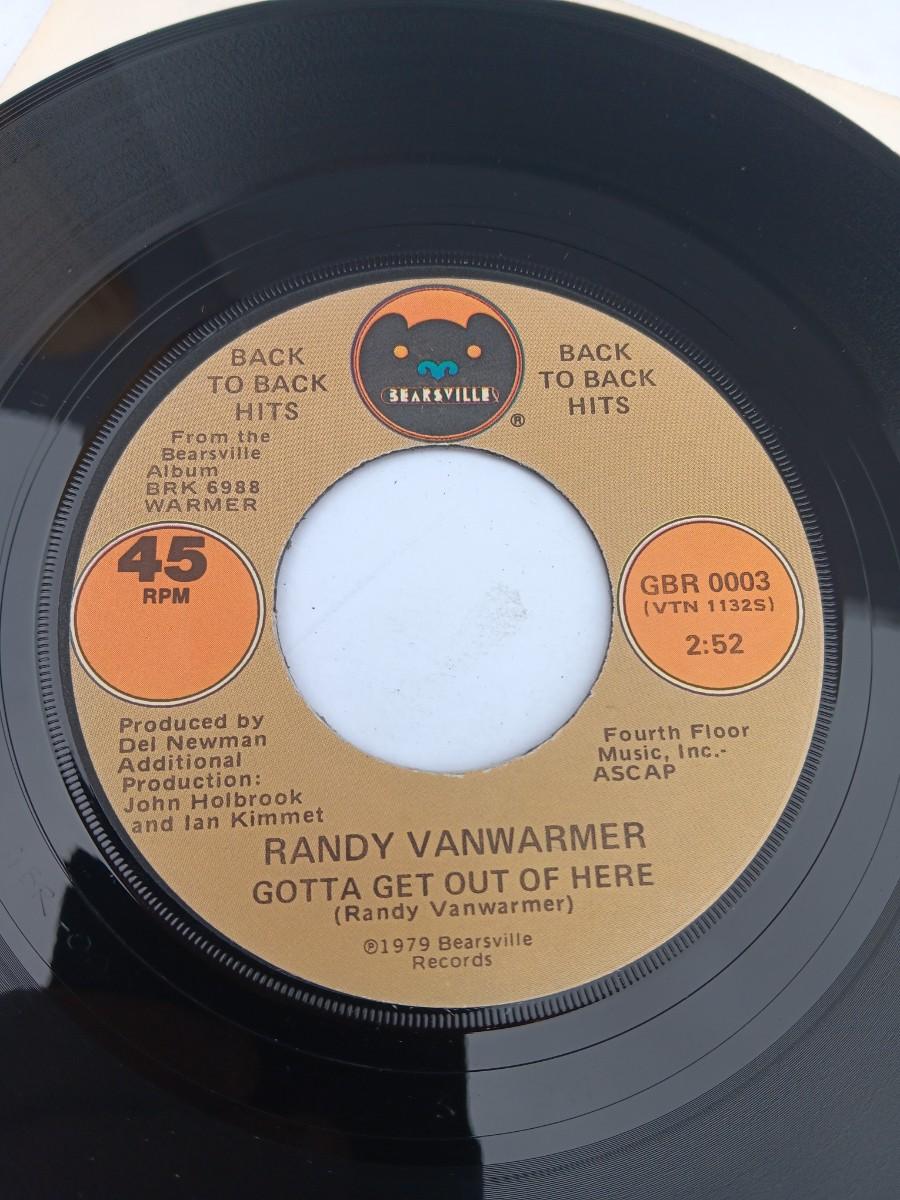 BACK
TO BACK
HITS
BEARSVILLE
®
BACK
TO BACK
HITS
From the
Bearsville
Album
BRK 6988
WARMER
45
RPM
GBR 0003
(VTN 1132S)
2:52
Produced by
Del Newman
Additional
Production:
John Holbrook
and Ian Kimmet
Fourth Floor
Music, Inc.-
ASCAP
RANDY VANWARMER
GOTTA GET OUT OF HERE
(Randy Vanwarmer)
℗1979 Bearsville
Records